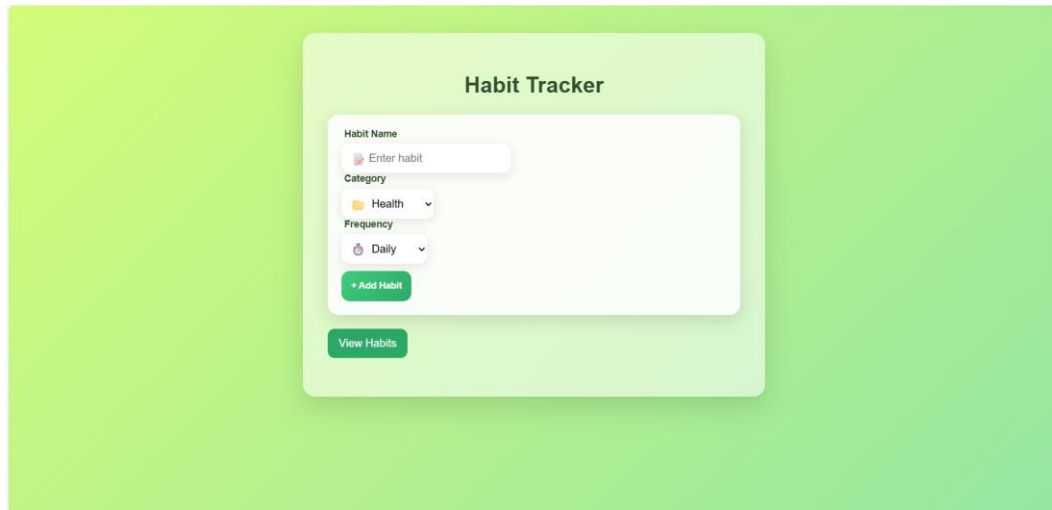 Habit Tracker
Habit Name
Enter habit
Category
Health
Frequency
Daily
+ Add Habit
View Habits